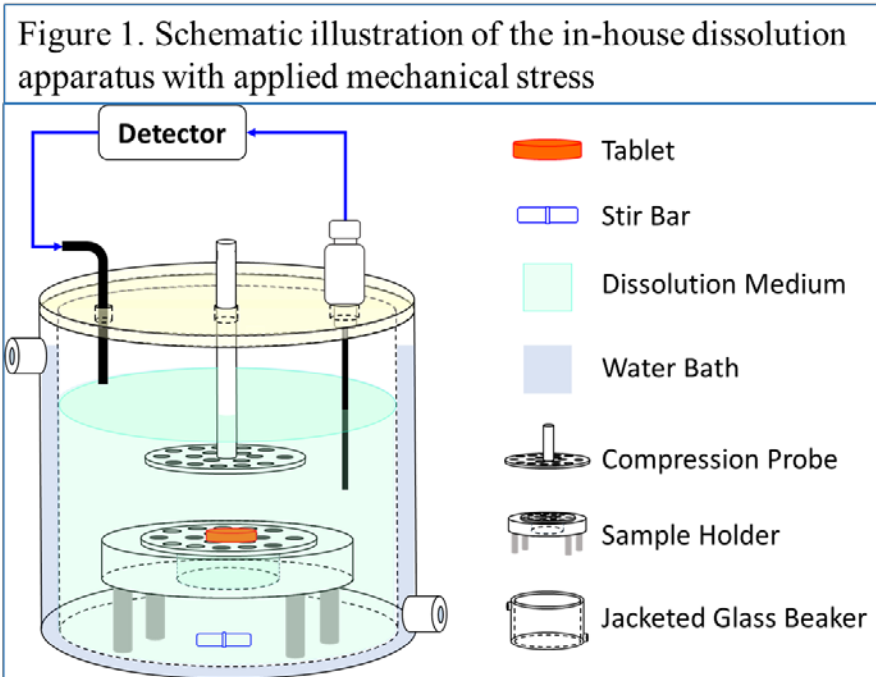 Figure 1. Schematic illustration of the in-house dissolution
apparatus with applied mechanical stress
Detector
Tablet
Stir Bar
Dissolution Medium
Water Bath
Compression Probe
Sample Holder
Jacketed Glass Beaker